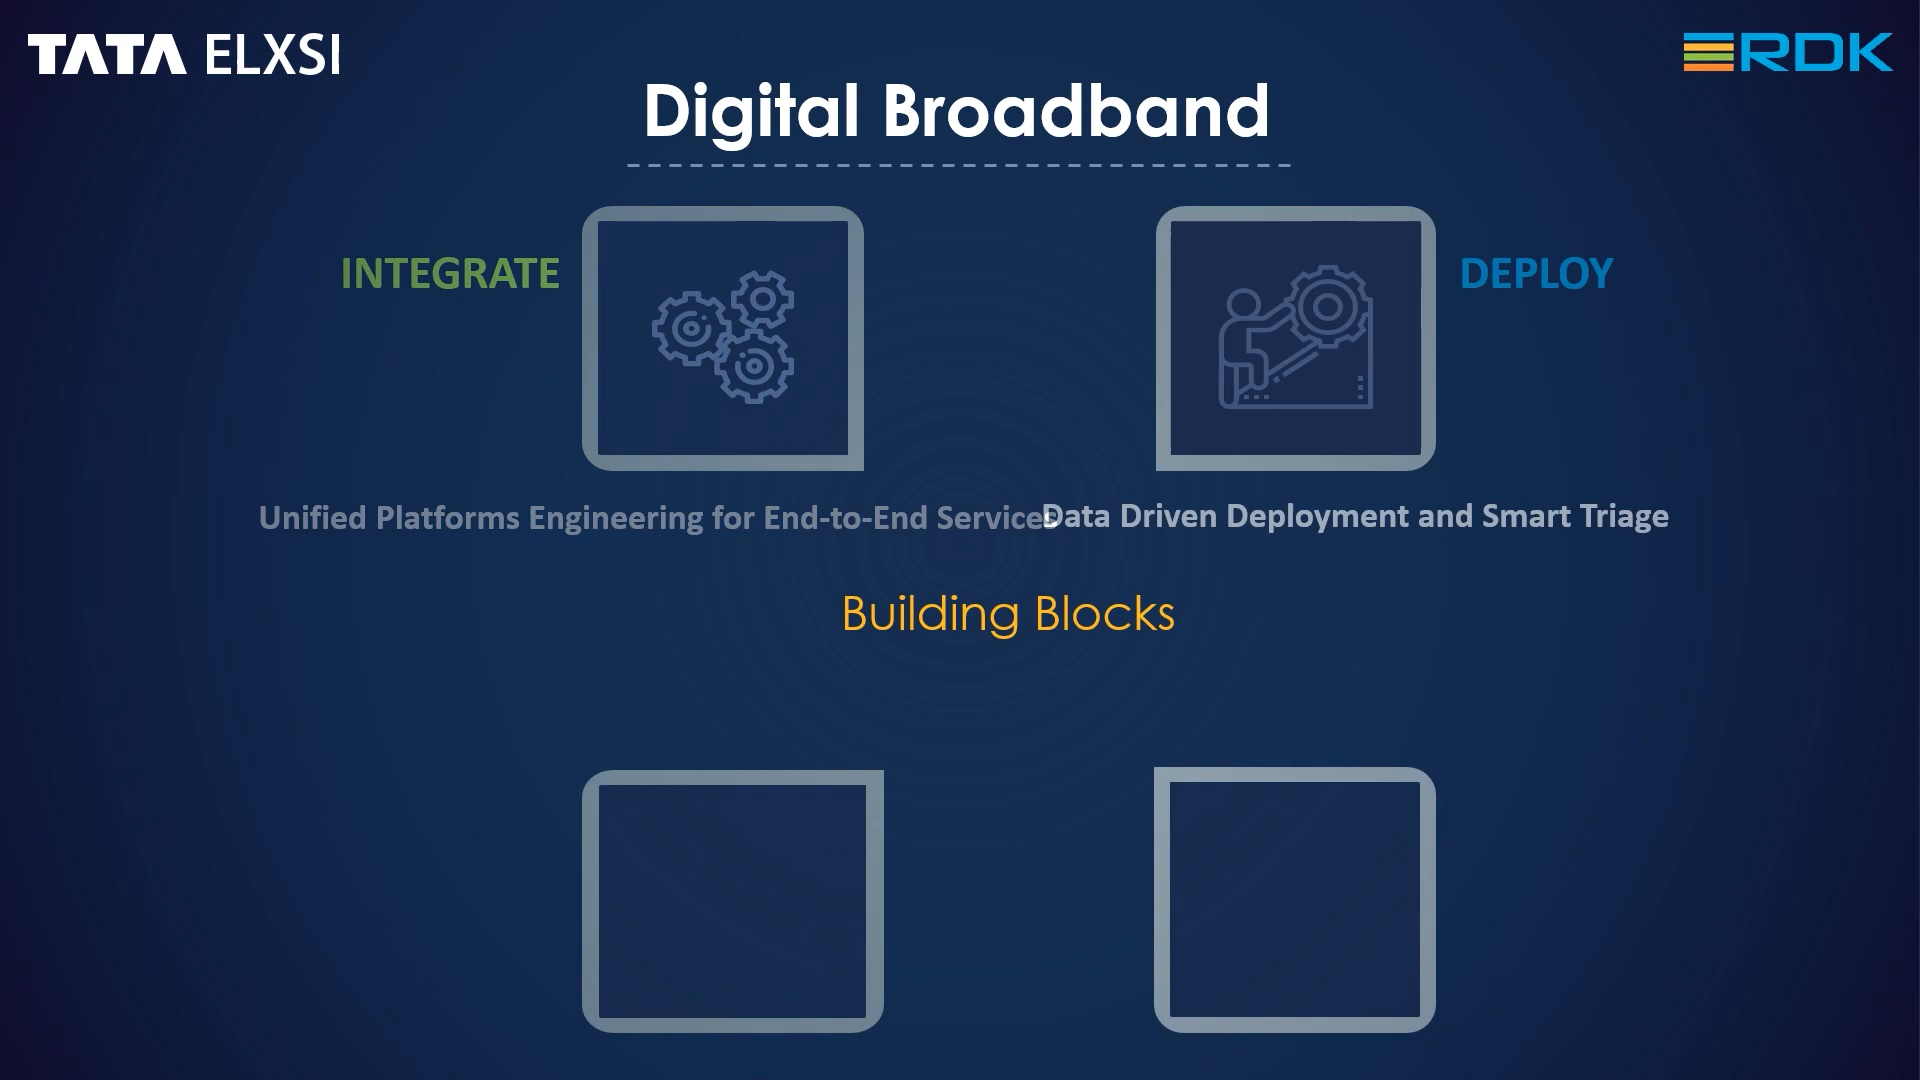 TATA ELXSI
RDK
Digital Broadband
INTEGRATE
DEPLOY
Unified Platforms Engineering for End-to-End Services
Data Driven Deployment and Smart Triage
Building Blocks